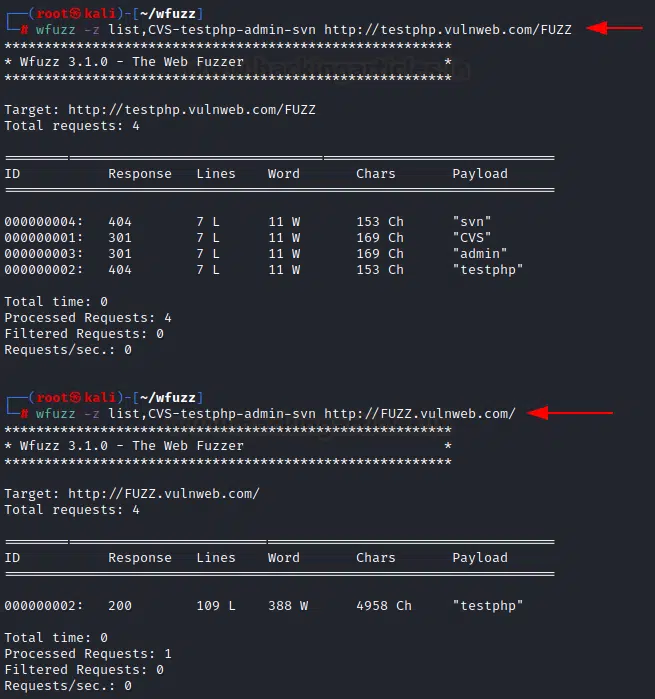 ┌──(root㉿kali)-[~/wfuzz]
└─# wfuzz -z list,CVS-testphp-admin-svn http://testphp.vulnweb.com/FUZZ
********************************************************
* Wfuzz 3.1.0 - The Web Fuzzer                         *
********************************************************
Target: http://testphp.vulnweb.com/FUZZ
Total requests: 4
=====================================================================
ID           Response   Lines    Word       Chars       Payload
=====================================================================
000000004:   404        7 L      11 W       153 Ch      "svn"
000000001:   301        7 L      11 W       169 Ch      "CVS"
000000003:   301        7 L      11 W       169 Ch      "admin"
000000002:   404        7 L      11 W       153 Ch      "testphp"
Total time: 0
Processed Requests: 4
Filtered Requests: 0
Requests/sec.: 0
┌──(root㉿kali)-[~/wfuzz]
└─# wfuzz -z list,CVS-testphp-admin-svn http://FUZZ.vulnweb.com/
********************************************************
* Wfuzz 3.1.0 - The Web Fuzzer                         *
********************************************************
Target: http://FUZZ.vulnweb.com/
Total requests: 4
=====================================================================
ID           Response   Lines    Word       Chars       Payload
=====================================================================
000000002:   200        109 L    388 W      4958 Ch     "testphp"
Total time: 0
Processed Requests: 1
Filtered Requests: 0
Requests/sec.: 0